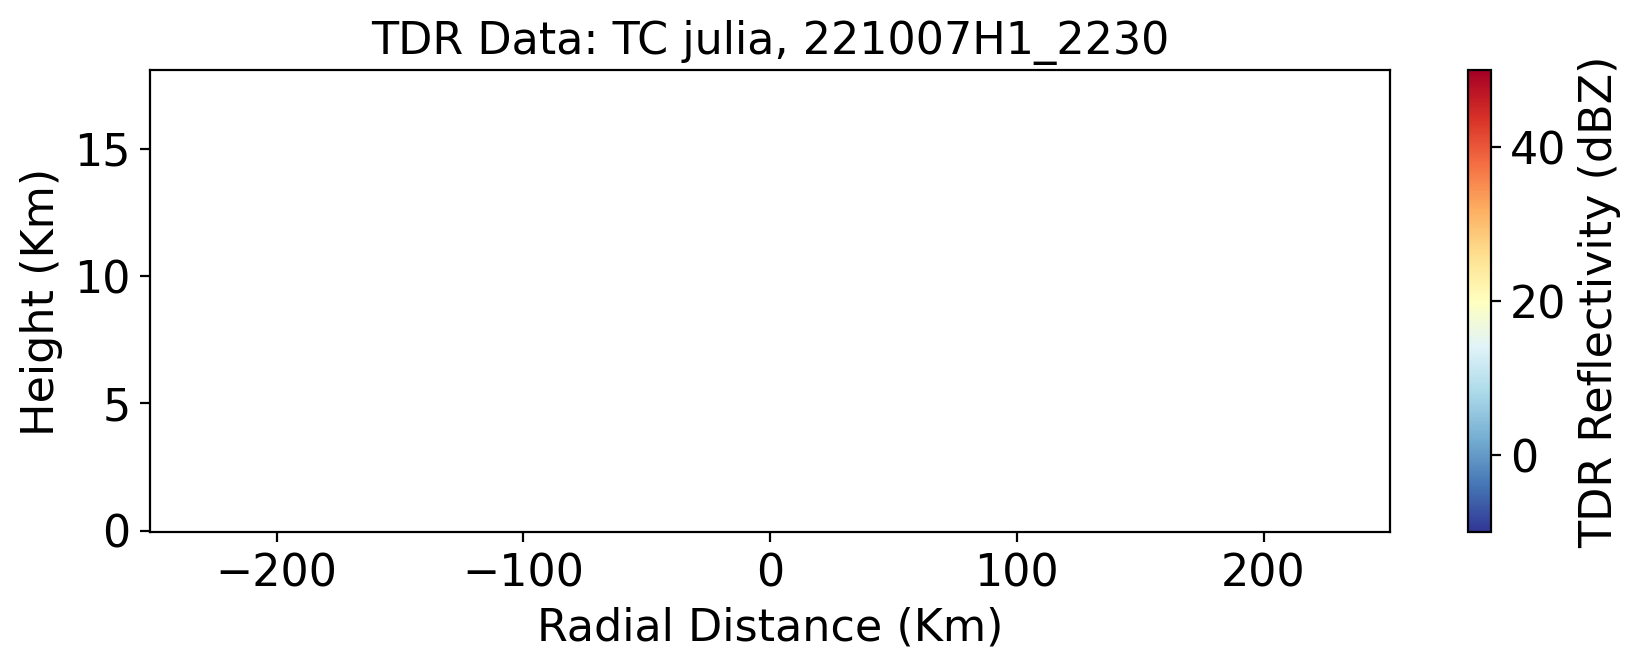 TDR Data: TC julia, 221007H1_2230
Height (Km)
15
10
5
0
−200 −100 0 100 200
Radial Distance (Km)
40
20
0
TDR Reflectivity (dBZ)